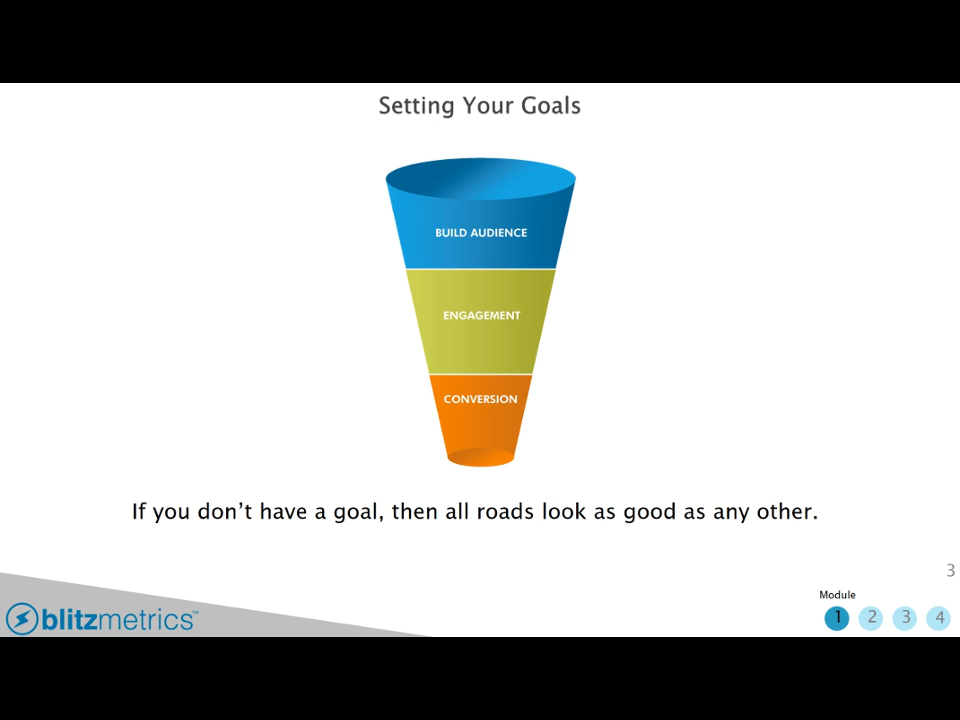 Setting Your Goals
BUILD AUDIENCE
ENGAGEMENT
CONVERSION
If you don’t have a goal, then all roads look as good as any other.
3
Module
blitzmetrics™
1 2 3 4